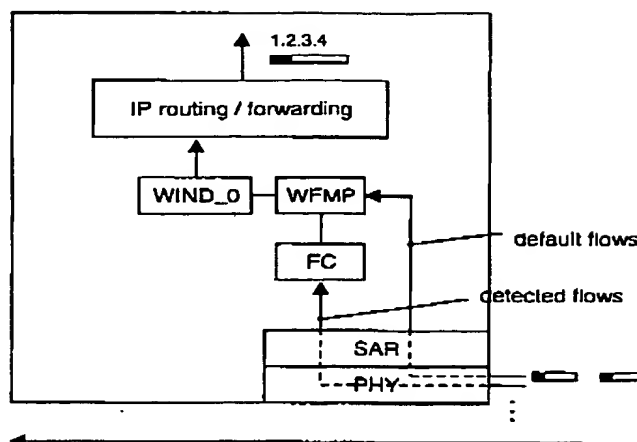 1.2.3.4
IP routing / forwarding
WIND_0
WFMP
default flows
FC
detected flows
SAR
PHY